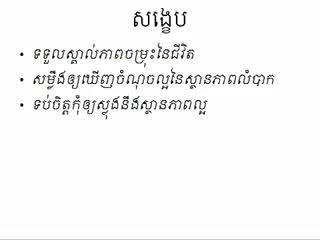 សង្ខេប
• ទទួលស្គាល់ភាពចម្រុះនៃជីវិត
• សម្លឹងឲ្យឃើញចំណុចល្អនៃស្ថានភាពលំបាក
• ទប់ចិត្តកុំឲ្យស្លុងនឹងស្ថានភាពល្អ